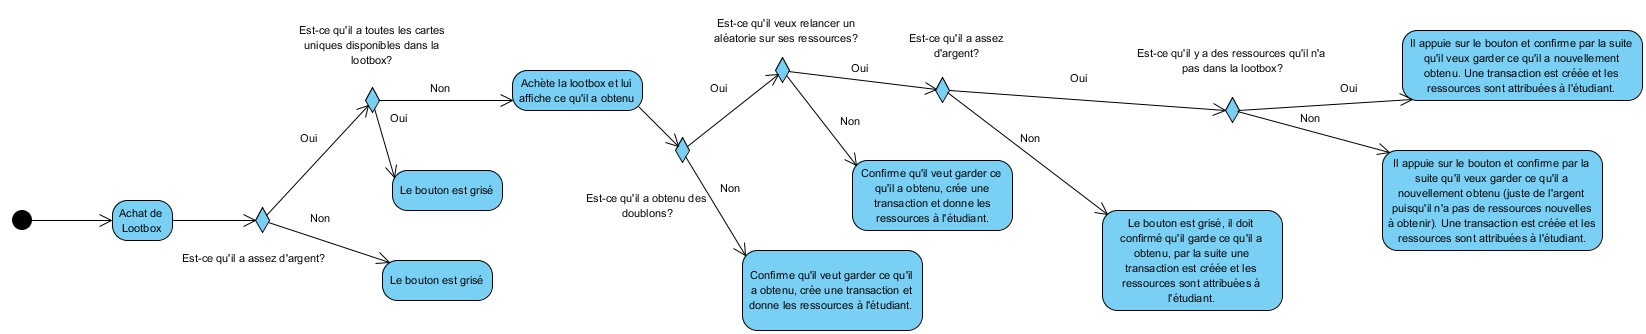 Est-ce qu'il a toutes les cartes
uniques disponibles dans la
lootbox?
Est-ce qu'il veux relancer un
aléatorie sur ses ressources?
Est-ce qu'il a assez
d'argent?
Est-ce qu'il y a des ressources qu'il n'a
pas dans la lootbox?
Il appuie sur le bouton et confirme par la suite
qu'il veux garder ce qu'il a nouvellement
obtenu. Une transaction est créée et les
ressources sont attribuées à l'étudiant.
Non
Oui
Oui
Oui
Oui
Achète la lootbox et lui
affiche ce qu'il a obtenu
Oui
Oui
Non
Non
Non
Le bouton est grisé
Est-ce qu'il a obtenu des
doublons?
Non
Confirme qu'il veut garder ce
qu'il a obtenu, crée une
transaction et donne les
ressources à l'étudiant.
Il appuie sur le bouton et confirme par la
suite qu'il veux garder ce qu'il a
nouvellement obtenu (juste de l'argent
puisqu'il n'a pas de ressources nouvelles
à obtenir). Une transaction est créée et les
ressources sont attribuées à l'étudiant.
Achat de
Lootbox
Non
Est-ce qu'il a assez d'argent?
Le bouton est grisé
Confirme qu'il veut garder ce qu'il
a obtenu, crée une transaction et
donne les ressources à l'étudiant.
Le bouton est grisé, il doit
confirmé qu'il garde ce qu'il a
obtenu, par la suite une
transaction est créée et les
ressources sont attribuées à
l'étudiant.